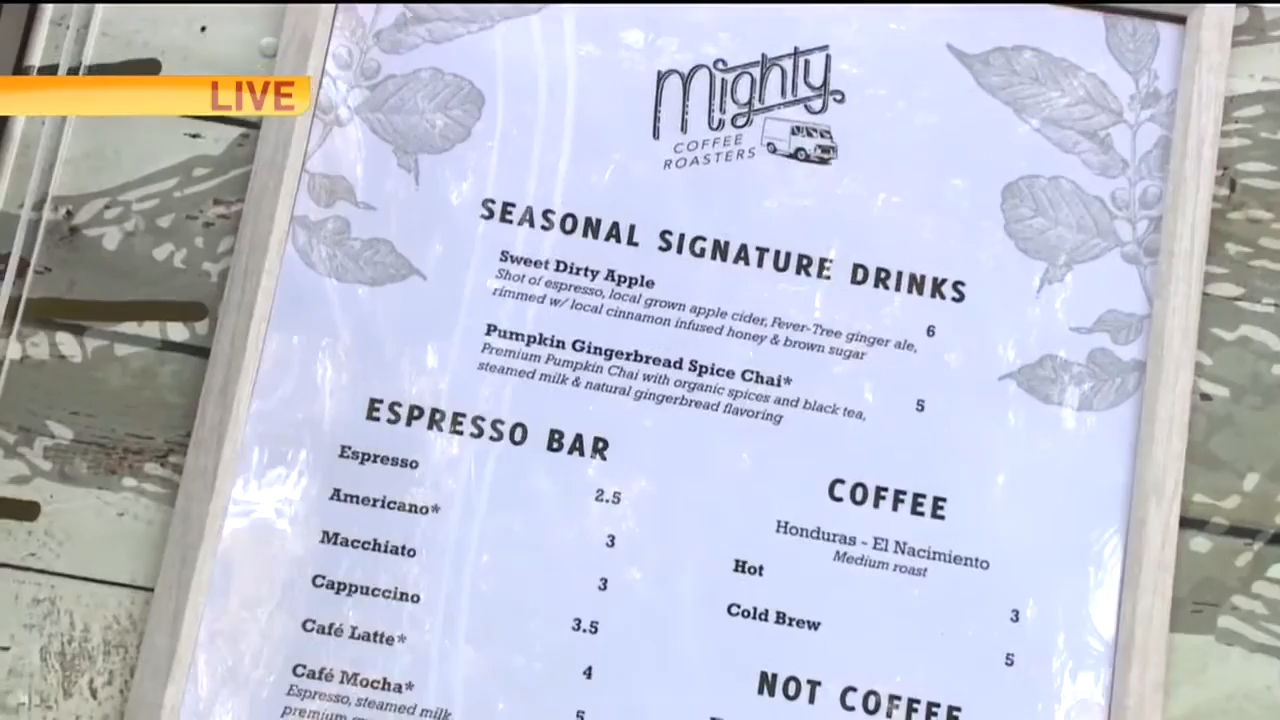 LIVE
Mighty
COFFEE
ROASTERS
SEASONAL SIGNATURE DRINKS
Sweet Dirty Apple 6
Shot of espresso, local grown apple cider, Fever-Tree ginger ale,
rimmed w/ local cinnamon infused honey & brown sugar
Pumpkin Gingerbread Spice Chai* 5
Premium Pumpkin Chai with organic spices and black tea,
steamed milk & natural gingerbread flavoring
ESPRESSO BAR
Espresso 2.5
Americano* 3
Macchiato 3
Cappuccino 3.5
Café Latte* 4
Café Mocha* 5
Espresso, steamed milk
COFFEE
Honduras - El Nacimiento
Medium roast
Hot 3
Cold Brew 5
NOT COFFEE